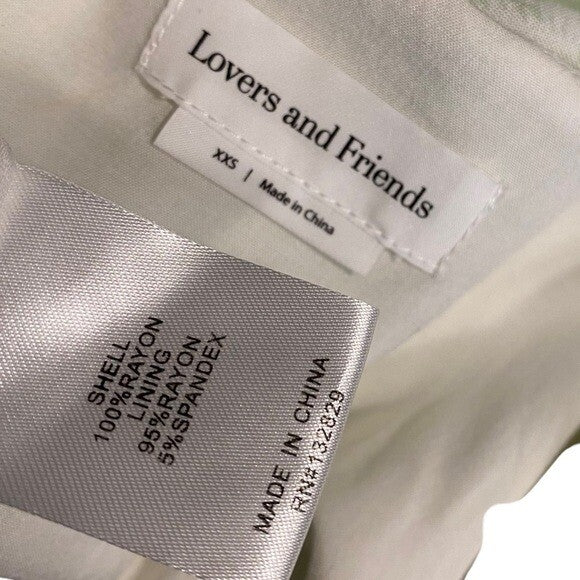 Lovers and Friends
XXS | Made in China
SHELL
100%RAYON
LINING
95%RAYON
5%SPANDEX
MADE IN CHINA
RN#132829